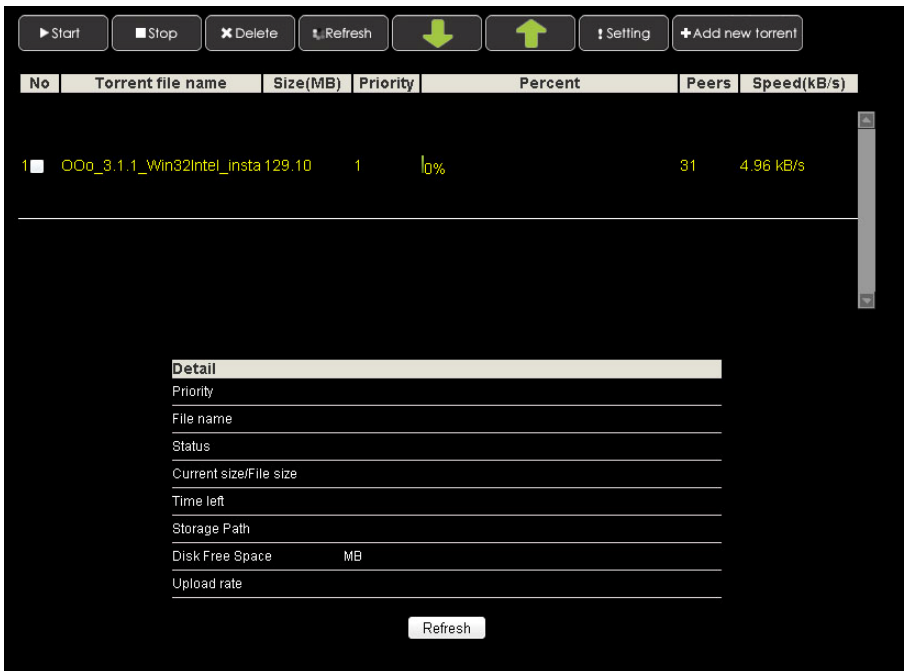 Start Stop Delete Refresh Setting Add new torrent
No Torrent file name Size(MB) Priority Percent Peers Speed(kB/s)
1 OOo_3.1.1_Win32Intel_insta 129.10 1 0% 31 4.96 kB/s
Detail
Priority
File name
Status
Current size/File size
Time left
Storage Path
Disk Free Space MB
Upload rate
Refresh